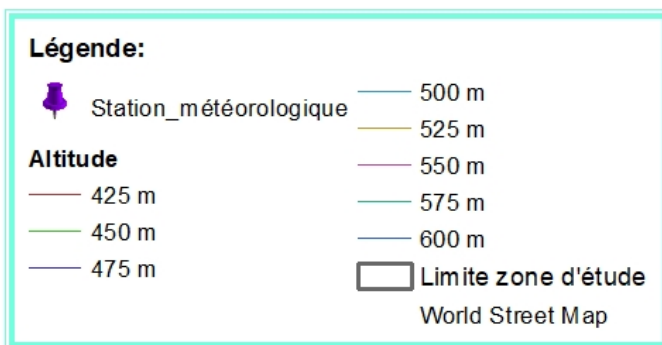 Légende:
Station_météorologique
Altitude
425 m
450 m
475 m
500 m
525 m
550 m
575 m
600 m
Limite zone d'étude
World Street Map